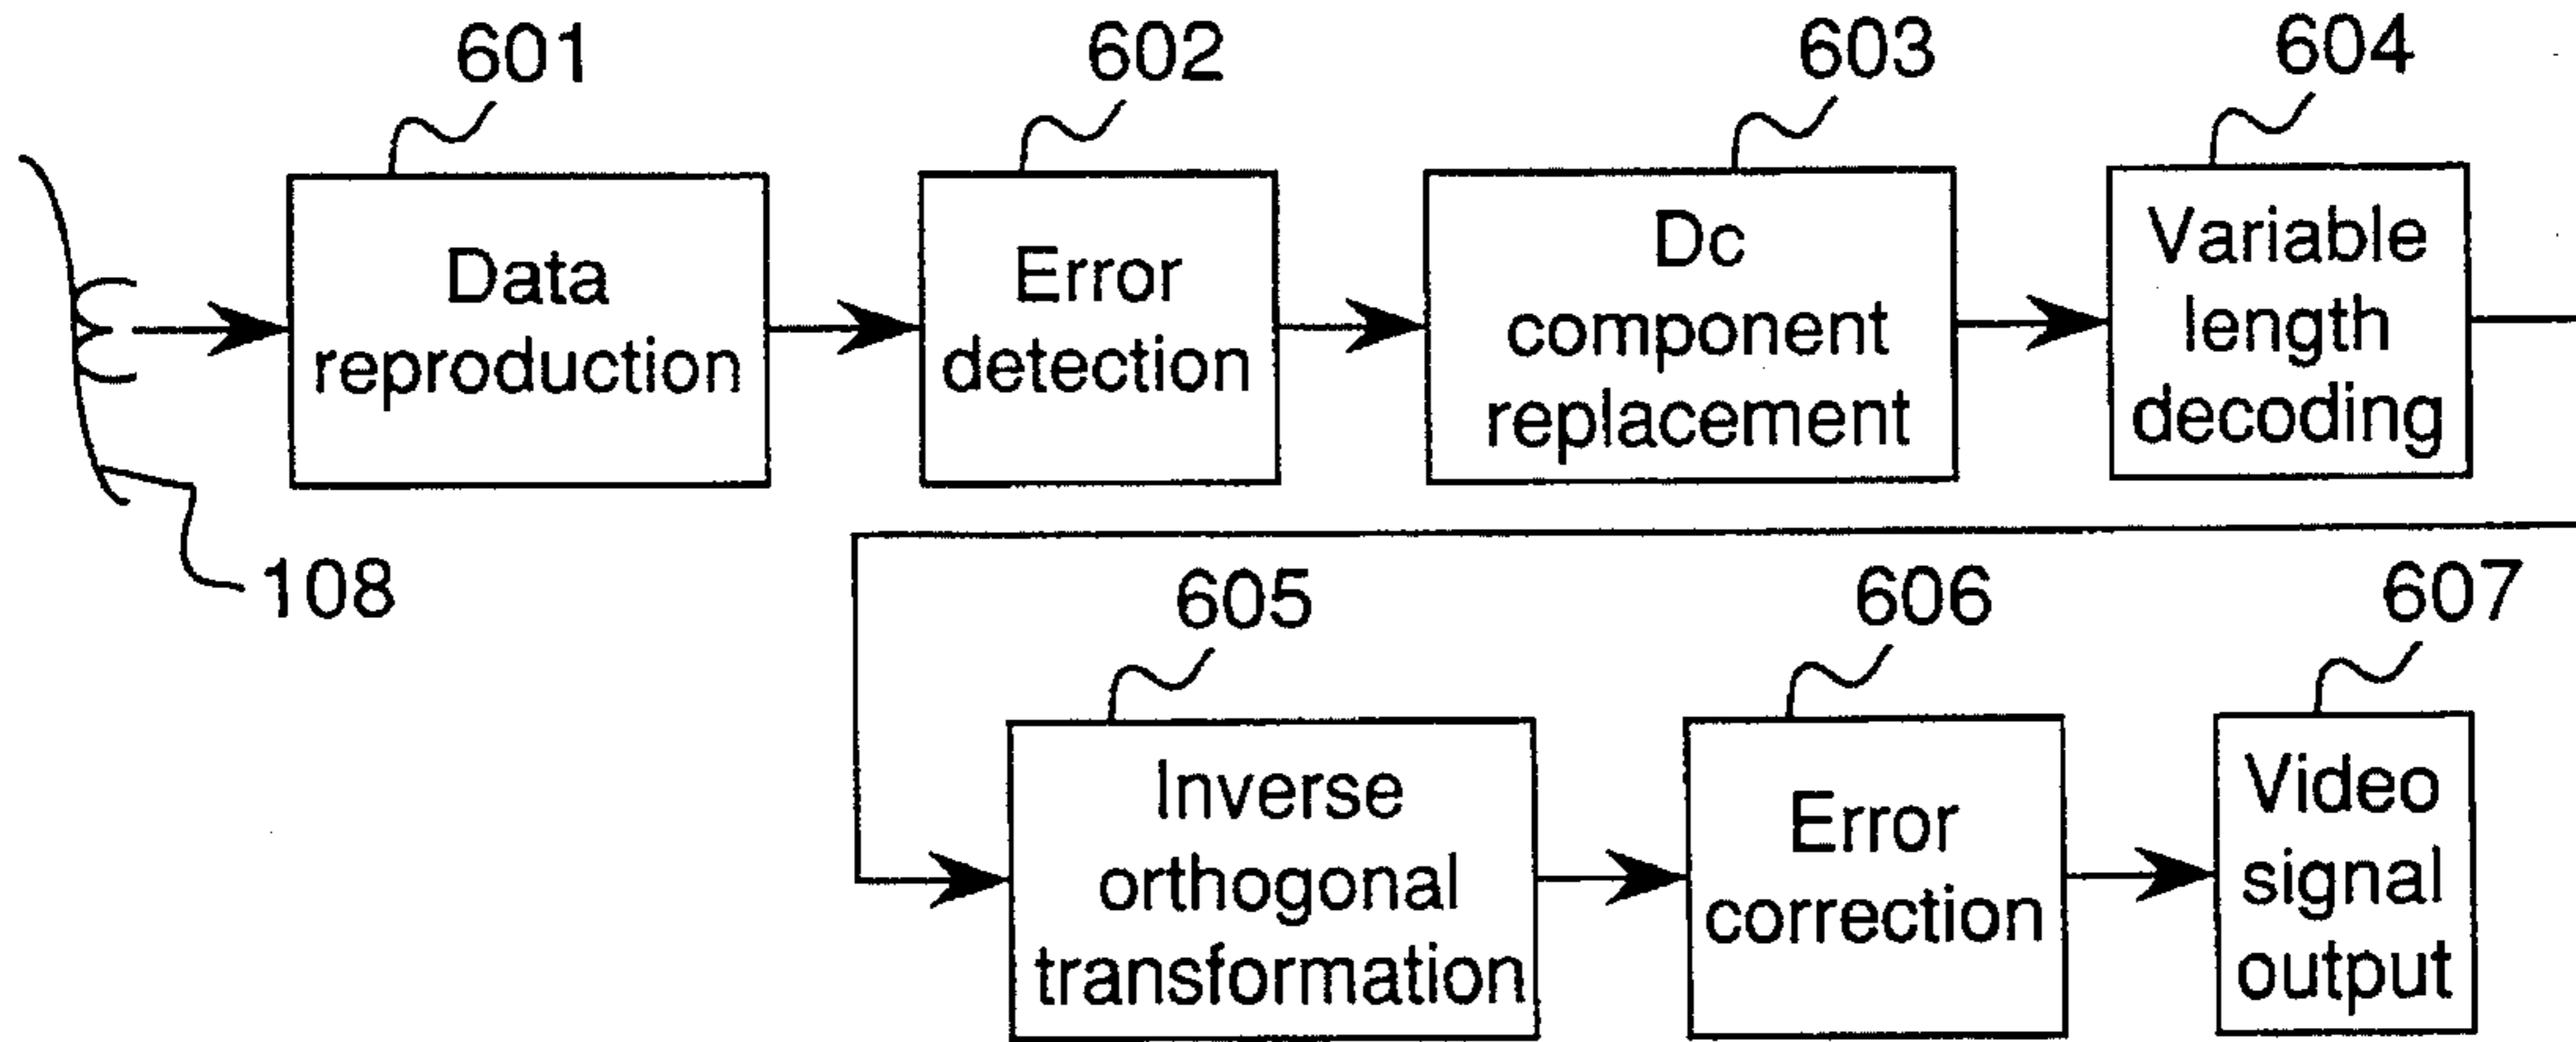 601
602
603
604
Data
reproduction
Error
detection
Dc
component
replacement
Variable
length
decoding
108
605
606
607
Inverse
orthogonal
transformation
Error
correction
Video
signal
output